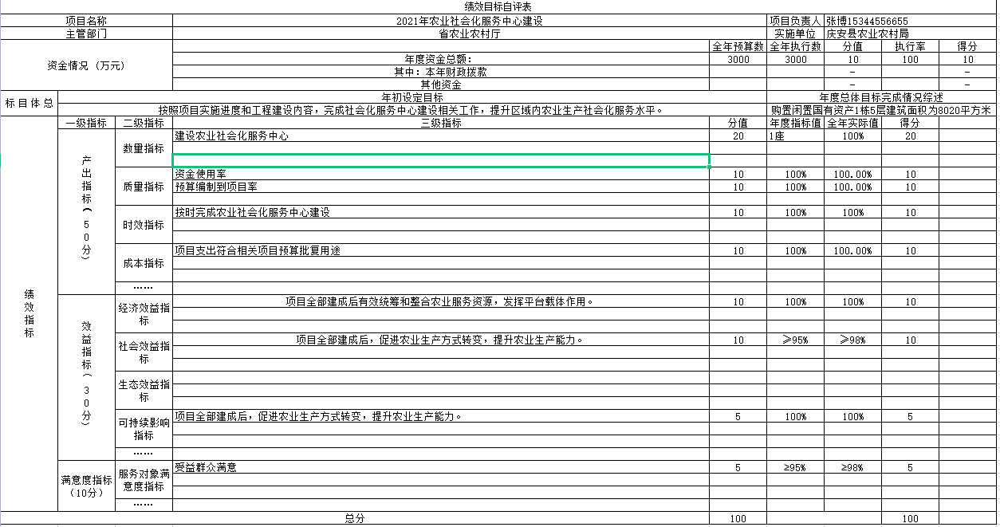 绩效目标自评表
项目名称 2021年农业社会化服务中心建设 项目负责人 张博15344556655
主管部门 省农业农村厅 实施单位 庆安县农业农村局
资金情况（万元） 全年预算数 全年执行数 分值 执行率 得分
年度资金总额： 3000 3000 10 100 10
其中：本年财政拨款 － －
其他资金 － －
标目体总 年初设定目标 年度总体目标完成情况综述
按照项目实施进度和工程建设内容，完成社会化服务中心建设相关工作，提升区域内农业生产社会化服务水平。 购置闲置国有资产1栋5层建筑面积为8020平方米
绩效指标 一级指标 二级指标 三级指标 分值 年度指标值 全年实际值 得分
产出指标（50分） 数量指标 建设农业社会化服务中心 20 1座 100% 20
质量指标 资金使用率 10 100% 100.00% 10
预算编制到项目率 10 100% 100.00% 10
时效指标 按时完成农业社会化服务中心建设 10 100% 100% 10
成本指标 项目支出符合相关项目预算批复用途 10 100% 100.00% 10
……
效益指标（30分） 经济效益指标 项目全部建成后有效统筹和整合农业服务资源，发挥平台载体作用。 10 100% 100% 10
社会效益指标 项目全部建成后，促进农业生产方式转变，提升农业生产能力。 10 ≥95% ≥98% 10
生态效益指标
可持续影响指标 项目全部建成后，促进农业生产方式转变，提升农业生产能力。 5 100% 100% 5
……
满意度指标（10分） 服务对象满意度指标 受益群众满意 5 ≥95% ≥98% 5
……
总分 100 100